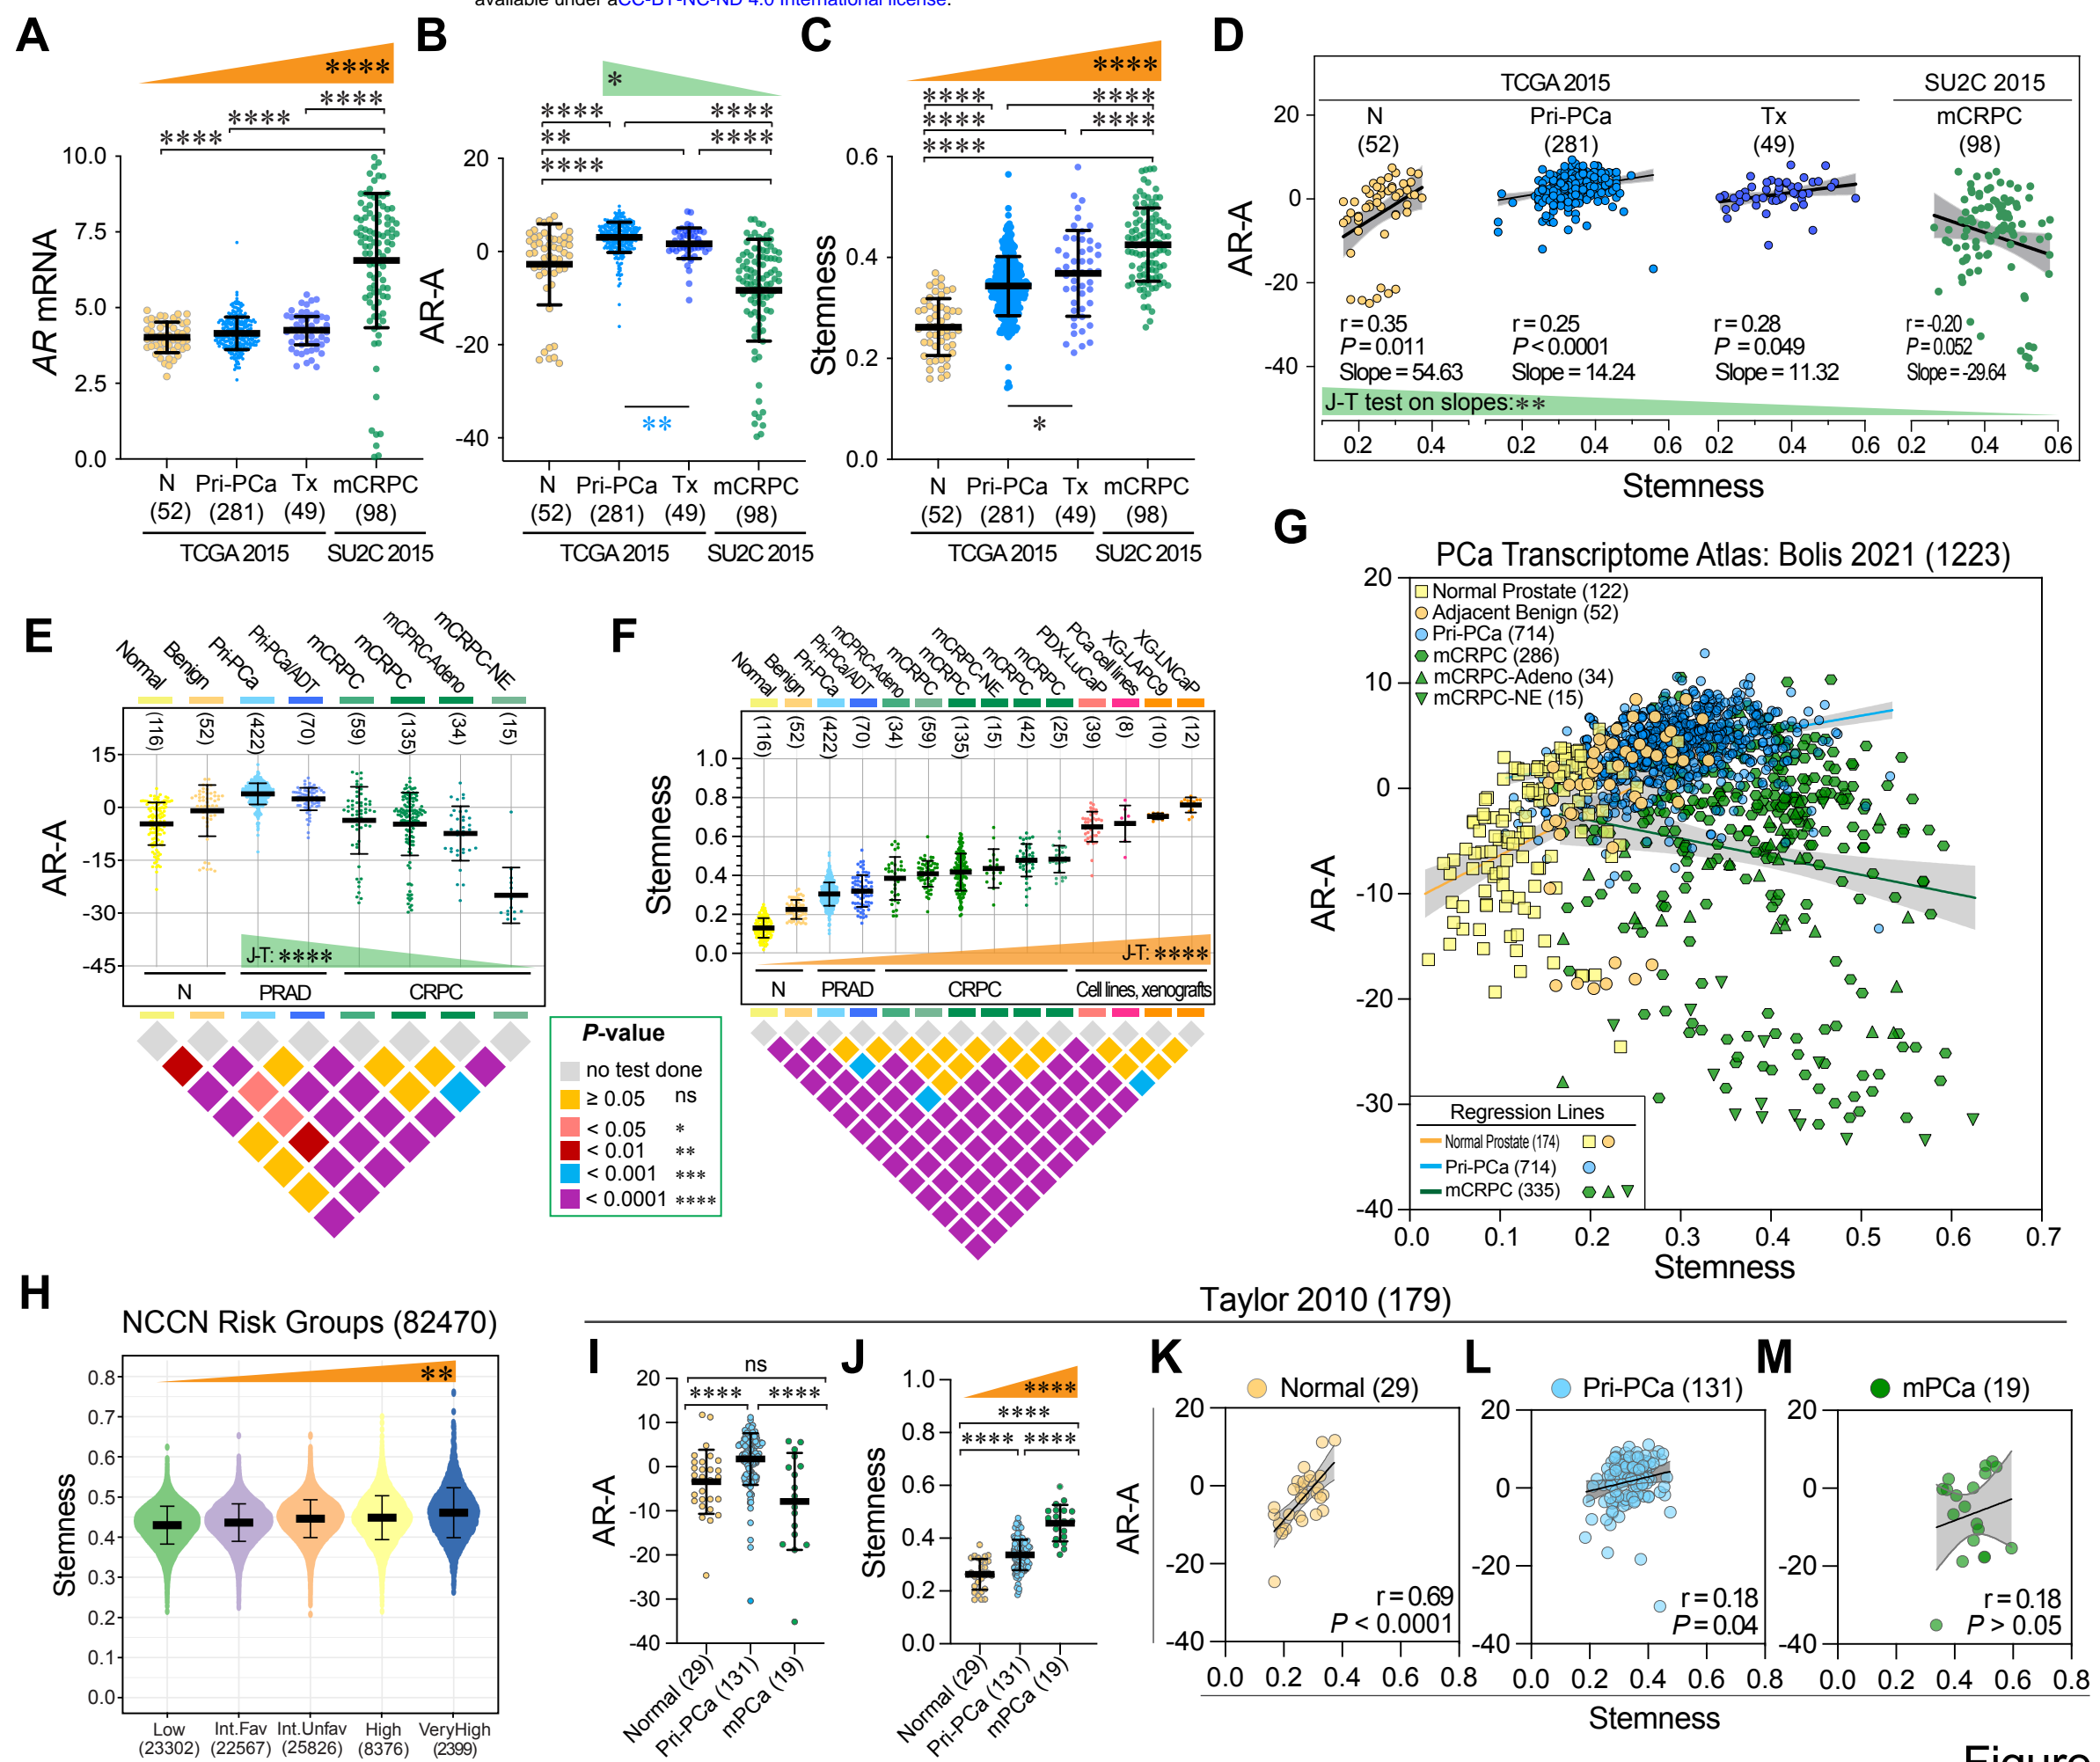 available under aCC-BY-NC-ND 4.0 International license.
A
****
****
****
****
AR mRNA
10.0
7.5
5.0
2.5
0.0
N Pri-PCa Tx mCRPC
(52) (281) (49) (98)
TCGA 2015 SU2C 2015
B
*
**** ****
** ****
****
AR-A
20
0
-20
-40
**
N Pri-PCa Tx mCRPC
(52) (281) (49) (98)
TCGA 2015 SU2C 2015
C
****
**** ****
**** ****
****
Stemness
0.6
0.4
0.2
0.0
*
N Pri-PCa Tx mCRPC
(52) (281) (49) (98)
TCGA 2015 SU2C 2015
D
TCGA 2015 SU2C 2015
N Pri-PCa Tx mCRPC
(52) (281) (49) (98)
AR-A
20
0
-20
-40
r = 0.35 r = 0.25 r = 0.28 r = -0.20
P = 0.011 P < 0.0001 P = 0.049 P = 0.052
Slope = 54.63 Slope = 14.24 Slope = 11.32 Slope = -29.64
J-T test on slopes:**
0.2 0.4 0.2 0.4 0.6 0.2 0.4 0.6 0.2 0.4 0.6
Stemness
E
Normal Benign Pri-PCa Pri-PCa/ADT mCRPC mCRPC mCPRC-Adeno mCRPC-NE
(116) (52) (422) (70) (59) (135) (34) (15)
AR-A
15
0
-15
-30
-45
J-T: ****
N PRAD CRPC
P-value
no test done
≥ 0.05 ns
< 0.05 *
< 0.01 **
< 0.001 ***
< 0.0001 ****
F
Normal Benign Pri-PCa Pri-PCa/ADT mCPRC-Adeno mCRPC mCRPC mCRPC-NE mCRPC mCRPC PDX-LuCaP PCa cell lines XG-LAPC9 XG-LNCaP
(116) (52) (422) (70) (34) (59) (135) (15) (42) (25) (39) (8) (10) (12)
Stemness
1.0
0.8
0.6
0.4
0.2
0.0
J-T: ****
N PRAD CRPC Cell lines, xenografts
G
PCa Transcriptome Atlas: Bolis 2021 (1223)
Normal Prostate (122)
Adjacent Benign (52)
Pri-PCa (714)
mCRPC (286)
mCRPC-Adeno (34)
mCRPC-NE (15)
AR-A
20
10
0
-10
-20
-30
-40
Regression Lines
Normal Prostate (174)
Pri-PCa (714)
mCRPC (335)
0.0 0.1 0.2 0.3 0.4 0.5 0.6 0.7
Stemness
H
NCCN Risk Groups (82470)
**
Stemness
0.8
0.7
0.6
0.5
0.4
0.3
0.2
0.1
0.0
Low Int.Fav Int.Unfav High VeryHigh
(23302) (22567) (25826) (8376) (2399)
Taylor 2010 (179)
I
ns
**** ****
AR-A
20
10
0
-10
-20
-30
-40
Normal (29) Pri-PCa (131) mPCa (19)
J
****
****
**** ****
Stemness
1.0
0.8
0.6
0.4
0.2
0.0
Normal (29) Pri-PCa (131) mPCa (19)
K
Normal (29)
AR-A
20
0
-20
-40
r = 0.69
P < 0.0001
0.0 0.2 0.4 0.6 0.8
L
Pri-PCa (131)
20
0
-20
-40
r = 0.18
P = 0.04
0.0 0.2 0.4 0.6 0.8
M
mPCa (19)
20
0
-20
-40
r = 0.18
P > 0.05
0.0 0.2 0.4 0.6 0.8
Stemness
Figure